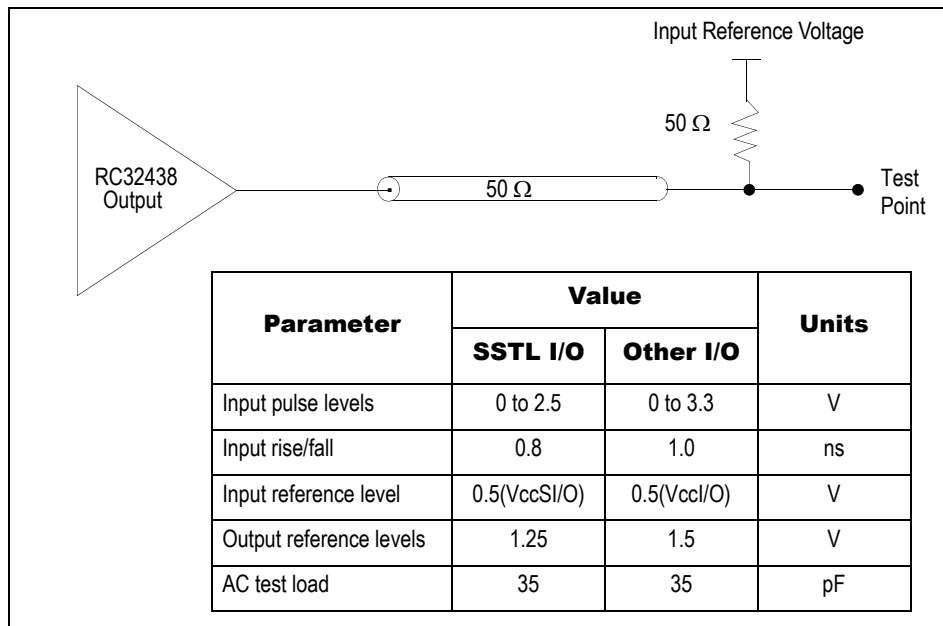 Input Reference Voltage
50 Ω
RC32438
Output
50 Ω
Test
Point
Parameter Value Units
SSTL I/O Other I/O
Input pulse levels 0 to 2.5 0 to 3.3 V
Input rise/fall 0.8 1.0 ns
Input reference level 0.5(VccSI/O) 0.5(VccI/O) V
Output reference levels 1.25 1.5 V
AC test load 35 35 pF